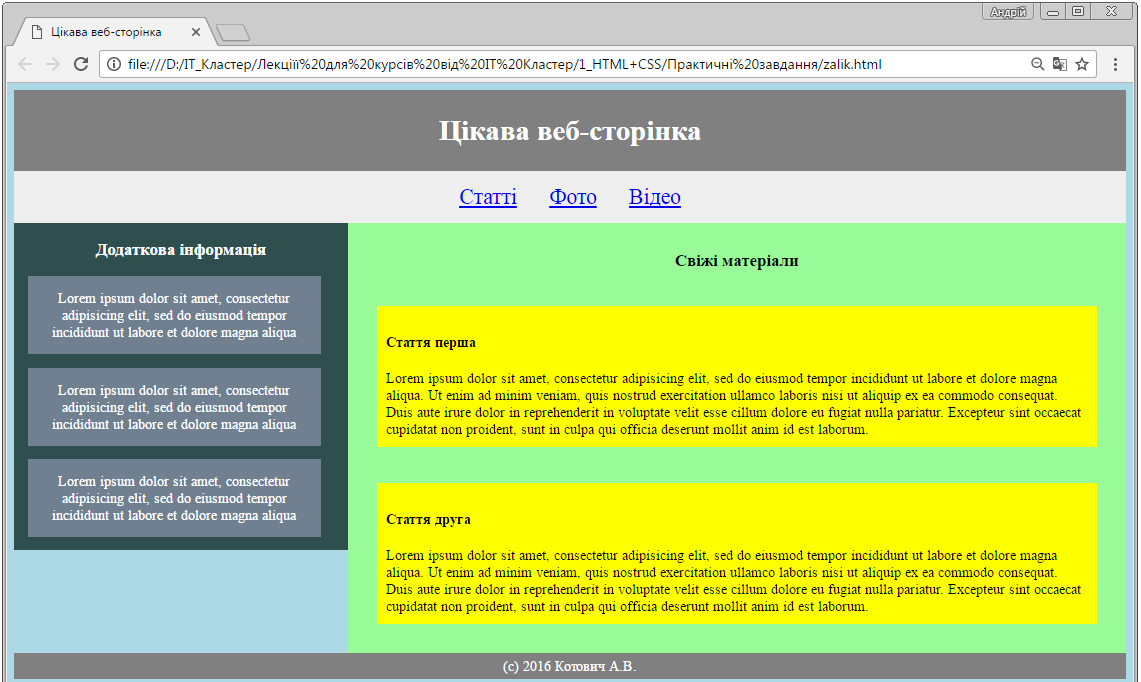 Андрій
Цікава веб-сторінка
file:///D:/IT_Кластер/Лекціїї%20для%20курсів%20від%20IT%20Кластер/1_HTML+CSS/Практичні%20завдання/zalik.html
Цікава веб-сторінка
Статті Фото Відео
Додаткова інформація
Lorem ipsum dolor sit amet, consectetur
adipisicing elit, sed do eiusmod tempor
incididunt ut labore et dolore magna aliqua
Lorem ipsum dolor sit amet, consectetur
adipisicing elit, sed do eiusmod tempor
incididunt ut labore et dolore magna aliqua
Lorem ipsum dolor sit amet, consectetur
adipisicing elit, sed do eiusmod tempor
incididunt ut labore et dolore magna aliqua
Свіжі матеріали
Стаття перша
Lorem ipsum dolor sit amet, consectetur adipisicing elit, sed do eiusmod tempor incididunt ut labore et dolore magna
aliqua. Ut enim ad minim veniam, quis nostrud exercitation ullamco laboris nisi ut aliquip ex ea commodo consequat.
Duis aute irure dolor in reprehenderit in voluptate velit esse cillum dolore eu fugiat nulla pariatur. Excepteur sint occaecat
cupidatat non proident, sunt in culpa qui officia deserunt mollit anim id est laborum.
Стаття друга
Lorem ipsum dolor sit amet, consectetur adipisicing elit, sed do eiusmod tempor incididunt ut labore et dolore magna
aliqua. Ut enim ad minim veniam, quis nostrud exercitation ullamco laboris nisi ut aliquip ex ea commodo consequat.
Duis aute irure dolor in reprehenderit in voluptate velit esse cillum dolore eu fugiat nulla pariatur. Excepteur sint occaecat
cupidatat non proident, sunt in culpa qui officia deserunt mollit anim id est laborum.
(c) 2016 Котович А.В.